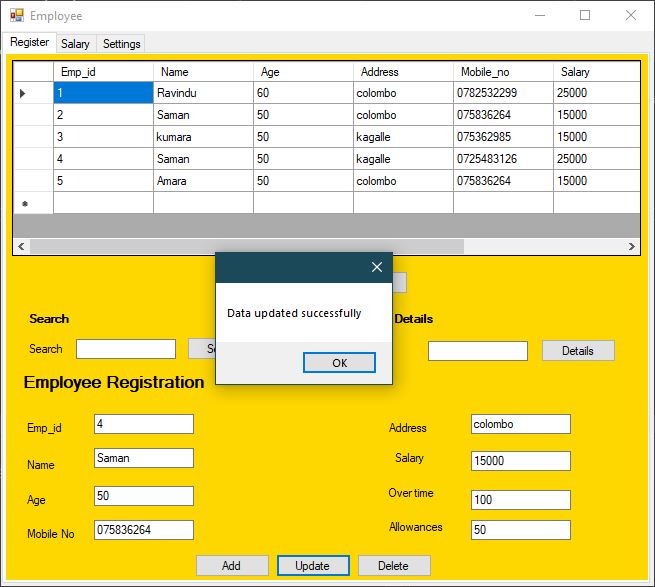 Employee
Register Salary Settings
Emp_id Name Age Address Mobile_no Salary
1 Ravindu 60 colombo 0782532299 25000
2 Saman 50 colombo 075836264 15000
3 kumara 50 kagalle 075362985 15000
4 Saman 50 kagalle 0725483126 25000
5 Amara 50 colombo 075836264 15000
Data updated successfully
OK
Search Details
Search Details
Employee Registration
Emp_id 4 Address colombo
Name Saman Salary 15000
Age 50 Over time 100
Mobile No 075836264 Allowances 50
Add Update Delete